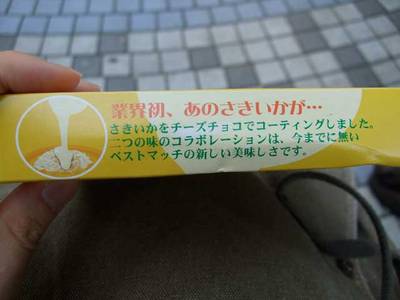 業界初、あのさきいかが…
さきいかをチーズチョコでコーティングしました。
二つの味のコラボレーションは、今までに無い
ベストマッチの新しい美味しさです。